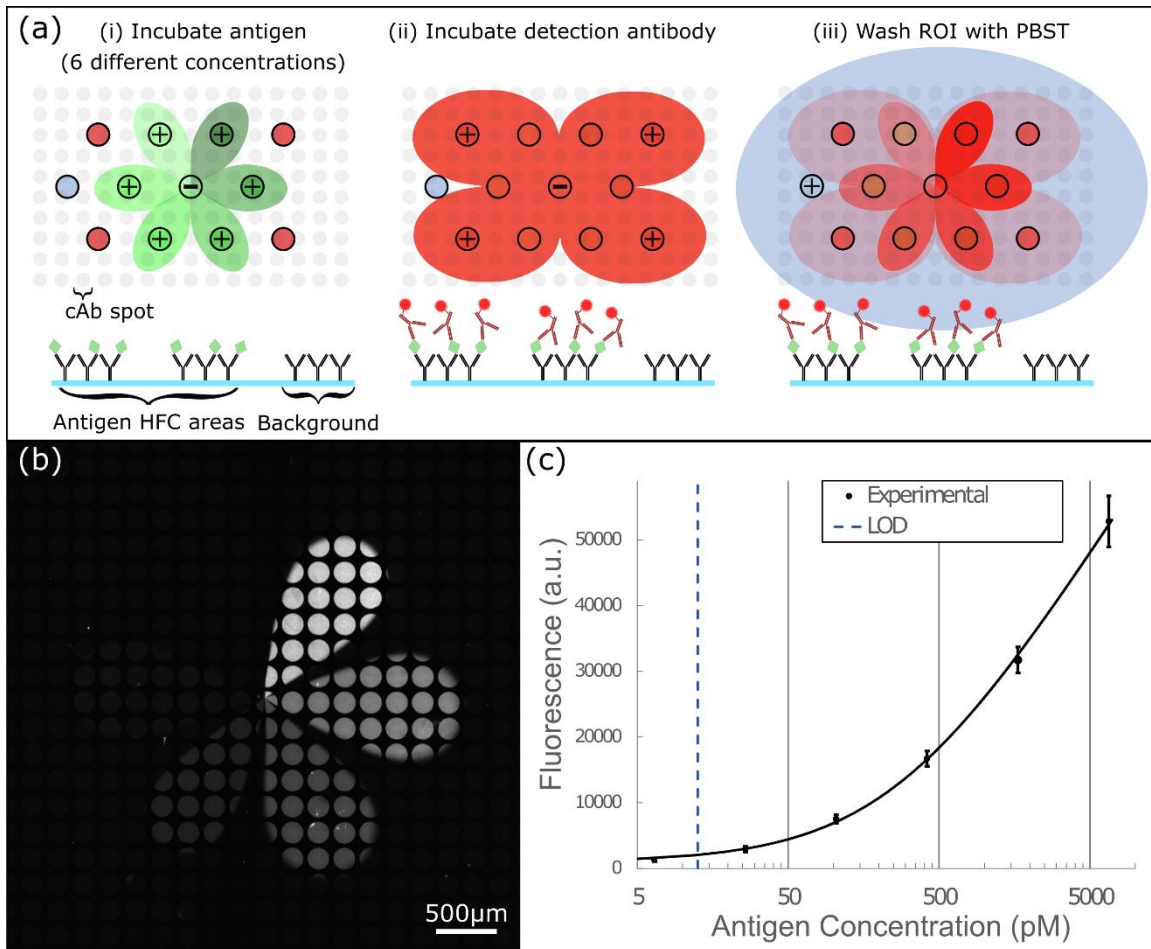 (a)
(i) Incubate antigen
(6 different concentrations)
(ii) Incubate detection antibody
(iii) Wash ROI with PBST
+ +
+ - +
+ +
+ +
-
+ +
+
cAb spot
Antigen HFC areas
Background
(b)
500µm
(c)
Experimental
LOD
Fluorescence (a.u.)
50000
40000
30000
20000
10000
0
5 50 500 5000
Antigen Concentration (pM)